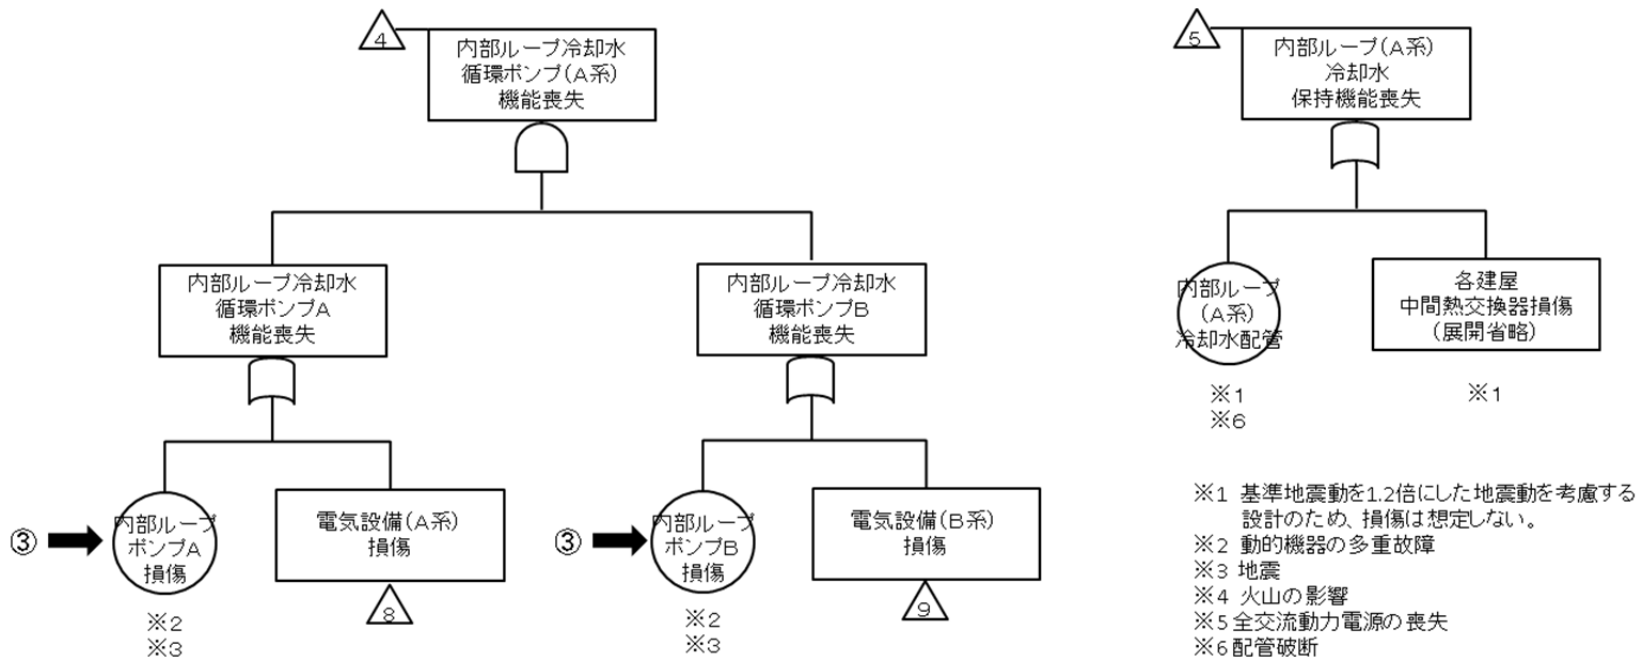 4
内部ループ冷却水
循環ポンプ(A系)
機能喪失
内部ループ冷却水
循環ポンプA
機能喪失
内部ループ冷却水
循環ポンプB
機能喪失
③
内部ループ
ポンプA
損傷
※2
※3
電気設備(A系)
損傷
8
③
内部ループ
ポンプB
損傷
※2
※3
電気設備(B系)
損傷
9
5
内部ループ(A系)
冷却水
保持機能喪失
内部ループ
(A系)
冷却水配管
※1
※6
各建屋
中間熱交換器損傷
(展開省略)
※1
※1 基準地震動を1.2倍にした地震動を考慮する
設計のため、損傷は想定しない。
※2 動的機器の多重故障
※3 地震
※4 火山の影響
※5 全交流動力電源の喪失
※6 配管破断